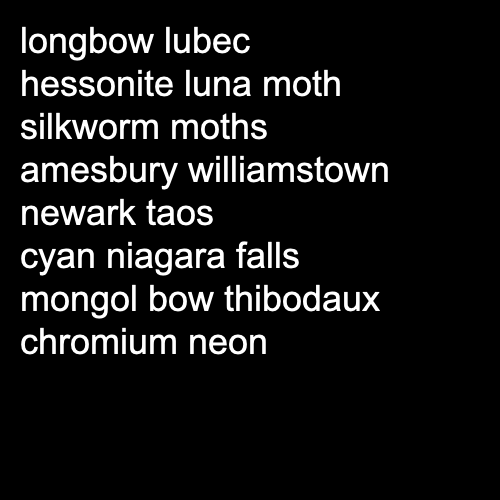 longbow lubec
hessonite luna moth
silkworm moths
amesbury williamstown
newark taos
cyan niagara falls
mongol bow thibodaux
chromium neon